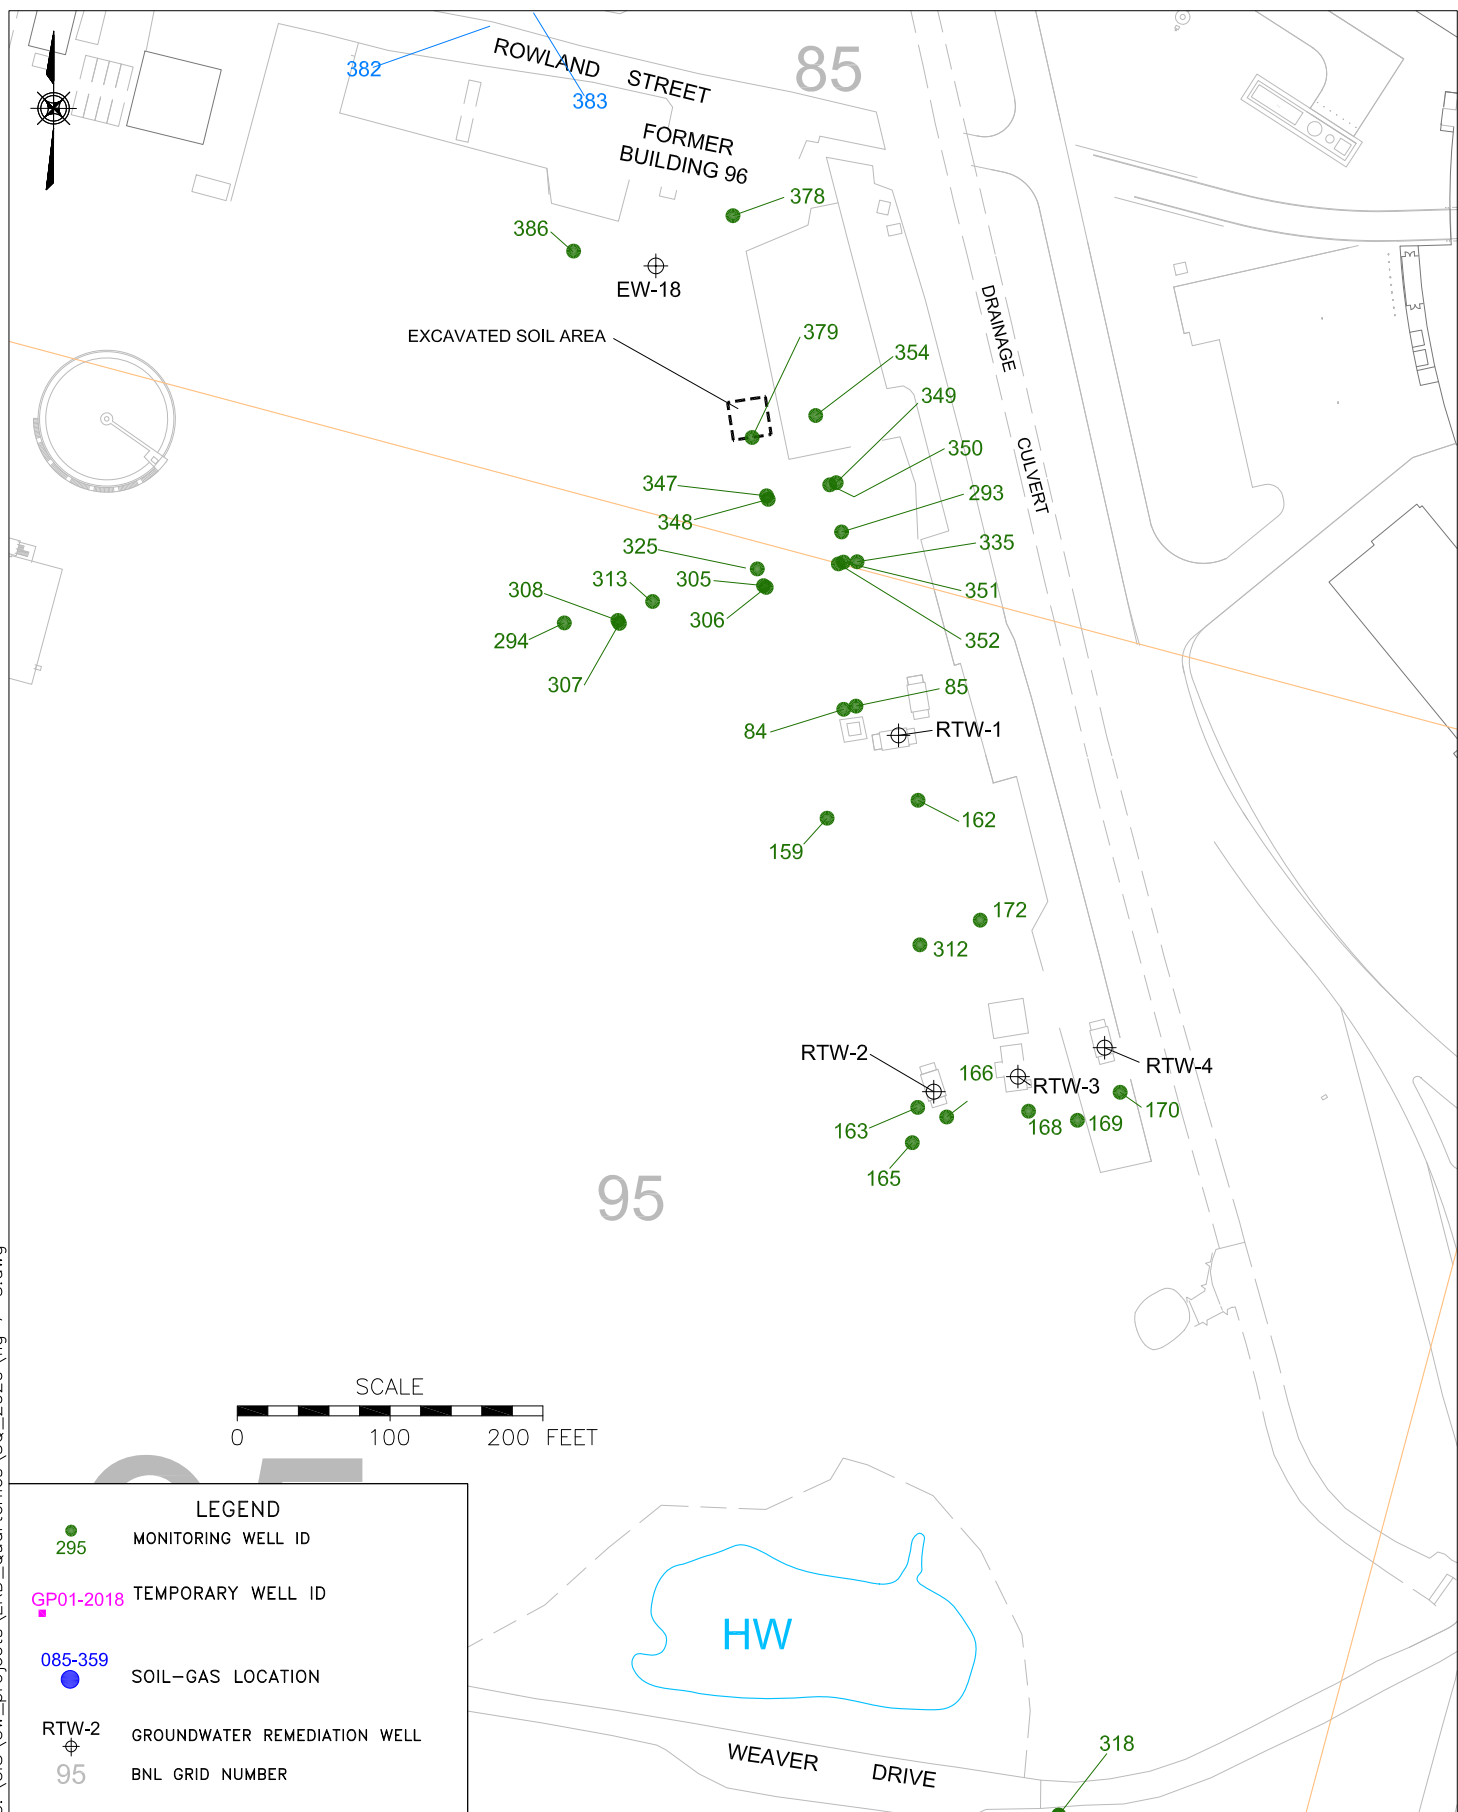 382
383
ROWLAND STREET
85
FORMER
BUILDING 96
378
386
EW-18
DRAINAGE CULVERT
EXCAVATED SOIL AREA
379
354
349
350
347
348
293
335
325
351
305
313
308
306
352
294
307
85
84
RTW-1
162
159
172
312
RTW-2
166
RTW-3
RTW-4
163
168
169
170
165
95
SCALE
0 100 200 FEET
LEGEND
295 MONITORING WELL ID
GP01-2018 TEMPORARY WELL ID
085-359 SOIL-GAS LOCATION
RTW-2 GROUNDWATER REMEDIATION WELL
95 BNL GRID NUMBER
HW
WEAVER DRIVE
318